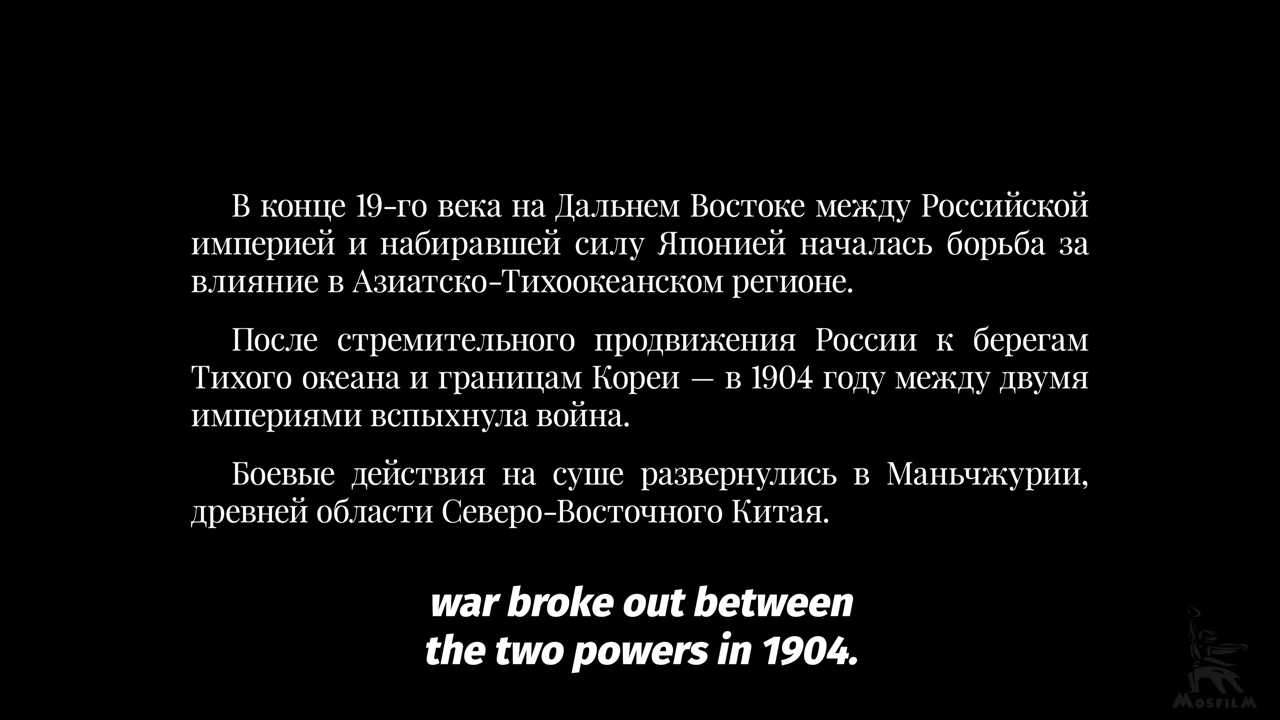 В конце 19-го века на Дальнем Востоке между Российской
империей и набиравшей силу Японией началась борьба за
влияние в Азиатско-Тихоокеанском регионе.
После стремительного продвижения России к берегам
Тихого океана и границам Кореи — в 1904 году между двумя
империями вспыхнула война.
Боевые действия на суше развернулись в Маньчжурии,
древней области Северо-Восточного Китая.
war broke out between
the two powers in 1904.
MOSFILM